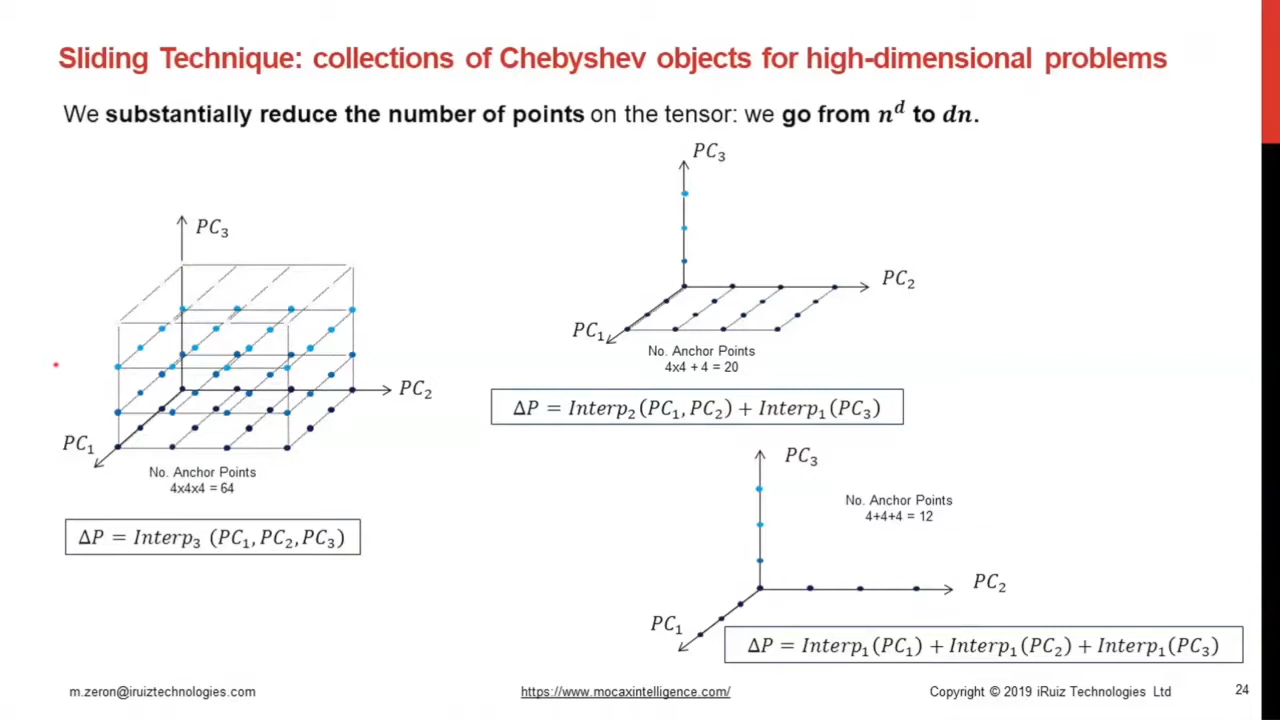 Sliding Technique: collections of Chebyshev objects for high-dimensional problems
We substantially reduce the number of points on the tensor: we go from n^d to dn.
PC₃
PC₂
PC₁
No. Anchor Points
4x4x4 = 64
ΔP = Interp₃ (PC₁, PC₂, PC₃)
PC₃
PC₂
PC₁
No. Anchor Points
4x4 + 4 = 20
ΔP = Interp₂(PC₁, PC₂) + Interp₁(PC₃)
PC₃
No. Anchor Points
4+4+4 = 12
PC₂
PC₁
ΔP = Interp₁(PC₁) + Interp₁(PC₂) + Interp₁(PC₃)
m.zeron@iruiztechnologies.com
https://www.mocaxintelligence.com/
Copyright © 2019 iRuiz Technologies Ltd
24